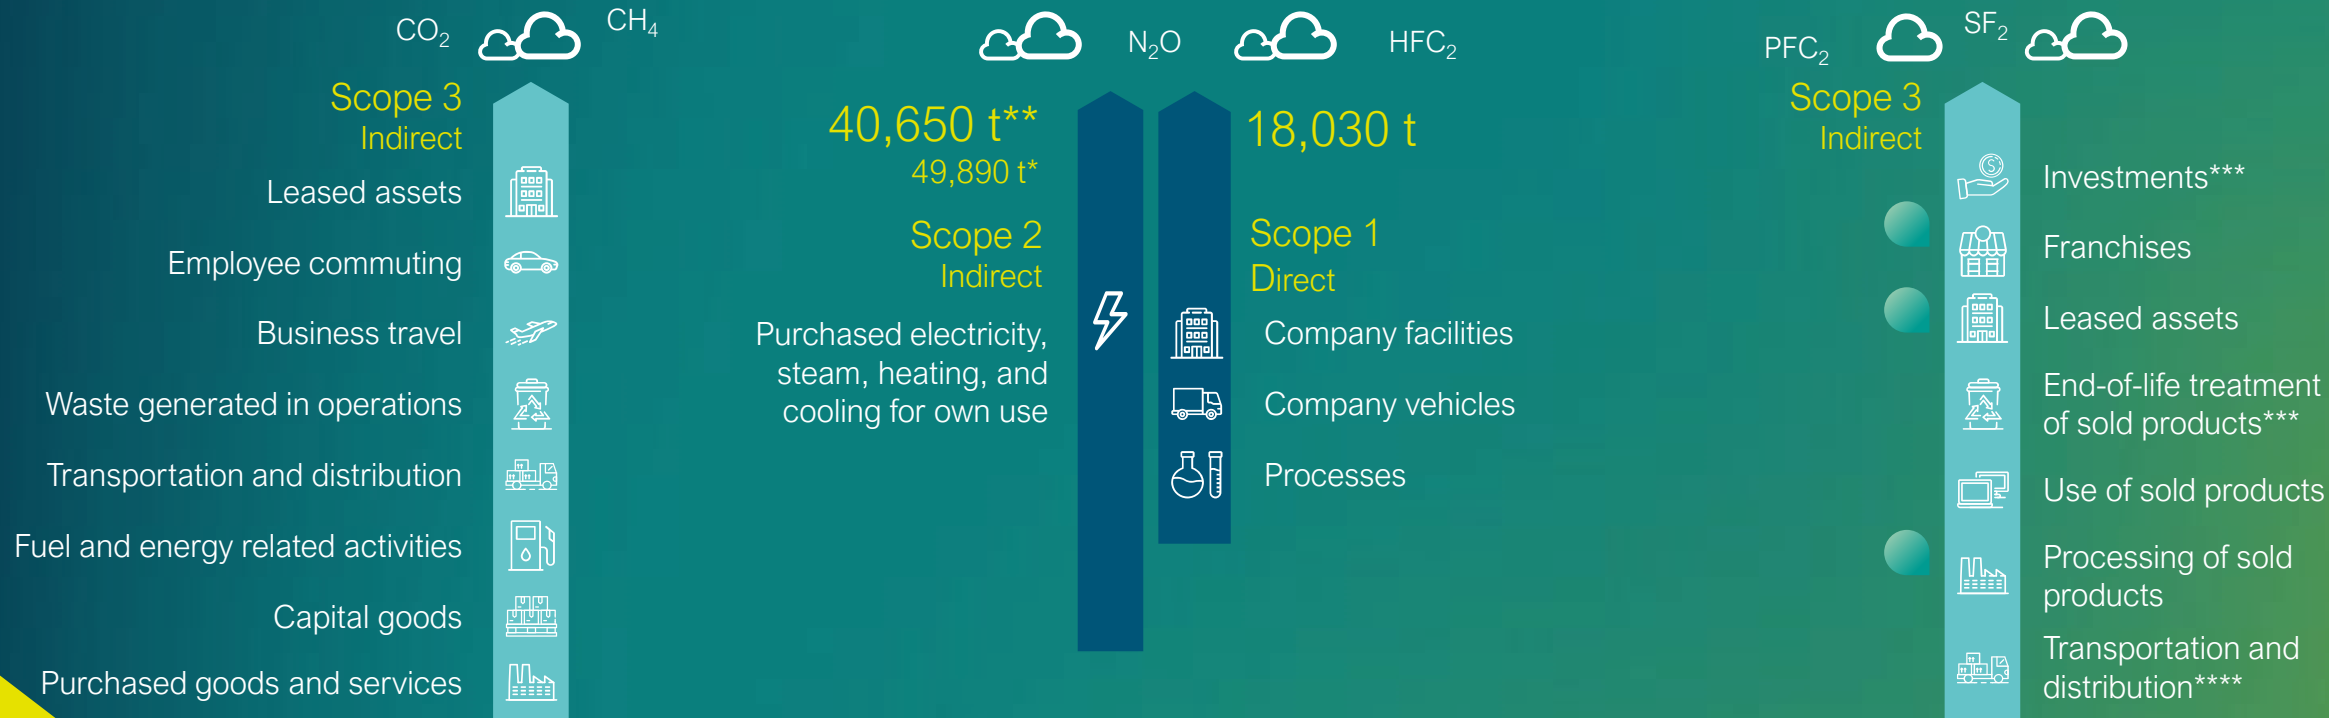 CO₂
CH₄
N₂O
HFC₂
PFC₂
SF₂
Scope 3
Indirect
Leased assets
Employee commuting
Business travel
Waste generated in operations
Transportation and distribution
Fuel and energy related activities
Capital goods
Purchased goods and services
40,650 t**
49,890 t*
Scope 2
Indirect
Purchased electricity,
steam, heating, and
cooling for own use
18,030 t
Scope 1
Direct
Company facilities
Company vehicles
Processes
Scope 3
Indirect
Investments***
Franchises
Leased assets
End-of-life treatment
of sold products***
Use of sold products
Processing of sold
products
Transportation and
distribution****